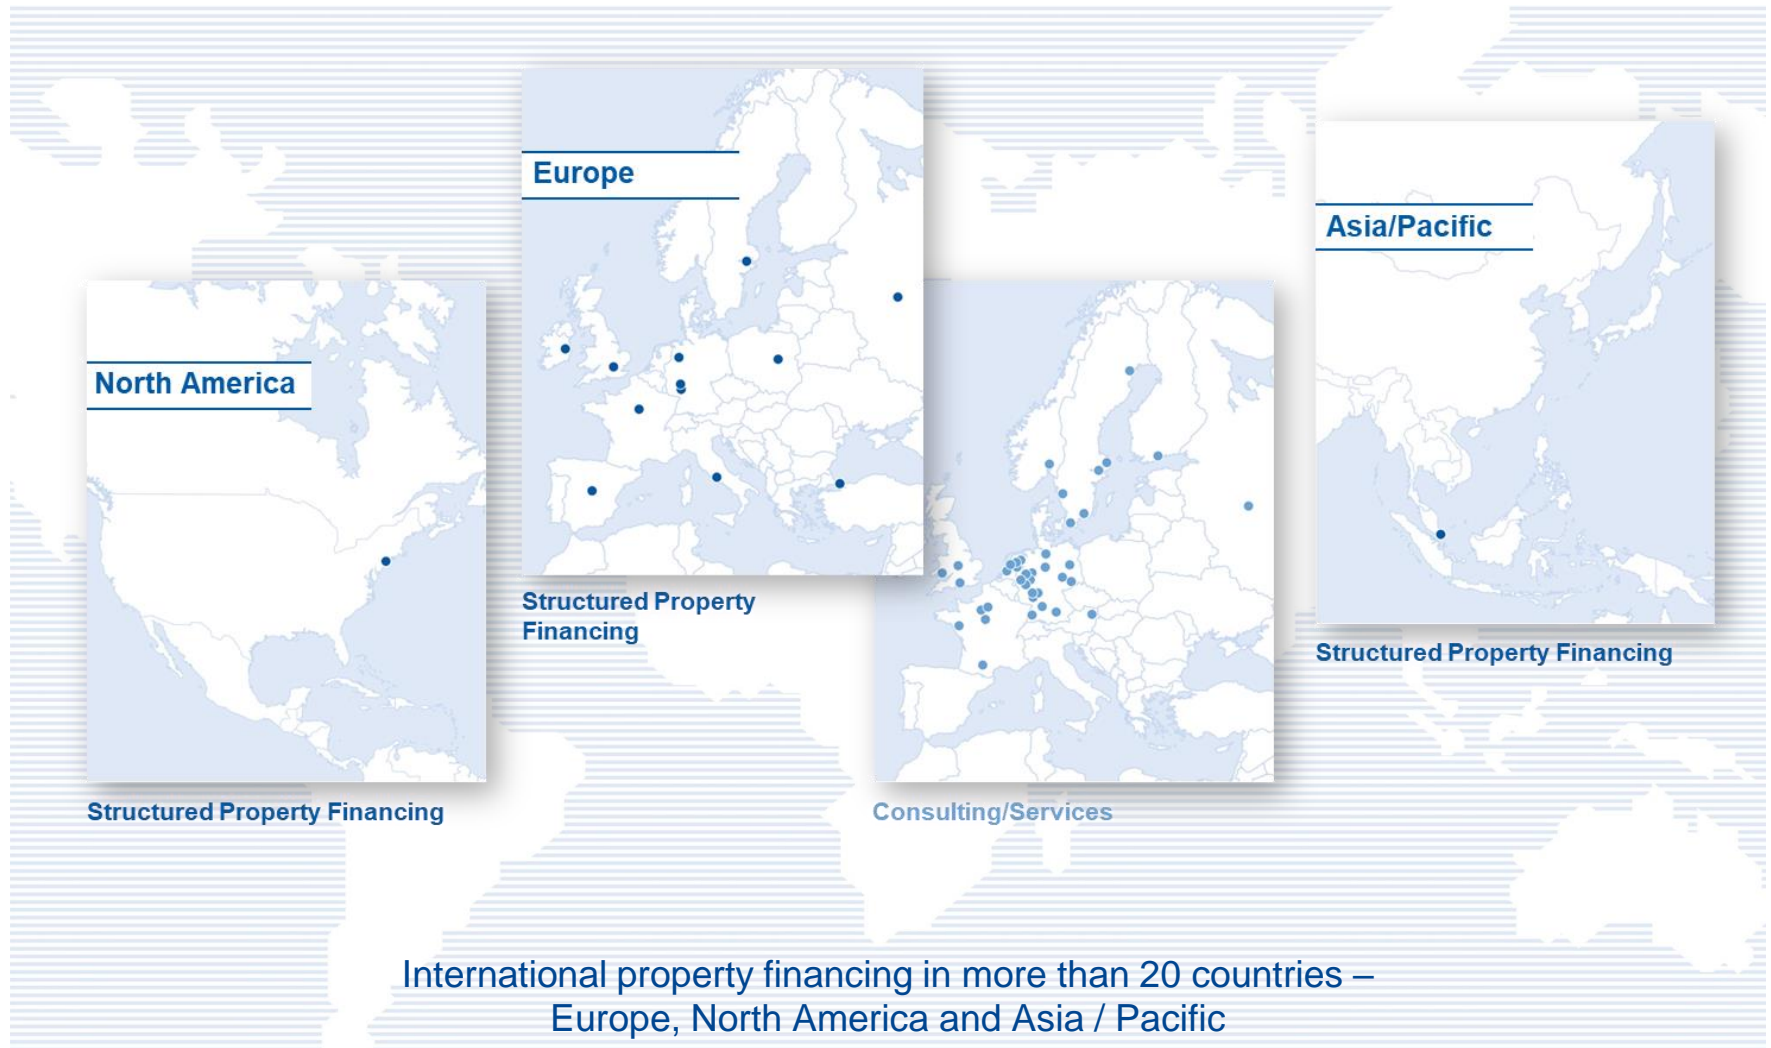 Europe
Asia/Pacific
North America
Structured Property
Financing
Structured Property Financing
Structured Property Financing
Consulting/Services
International property financing in more than 20 countries –
Europe, North America and Asia / Pacific